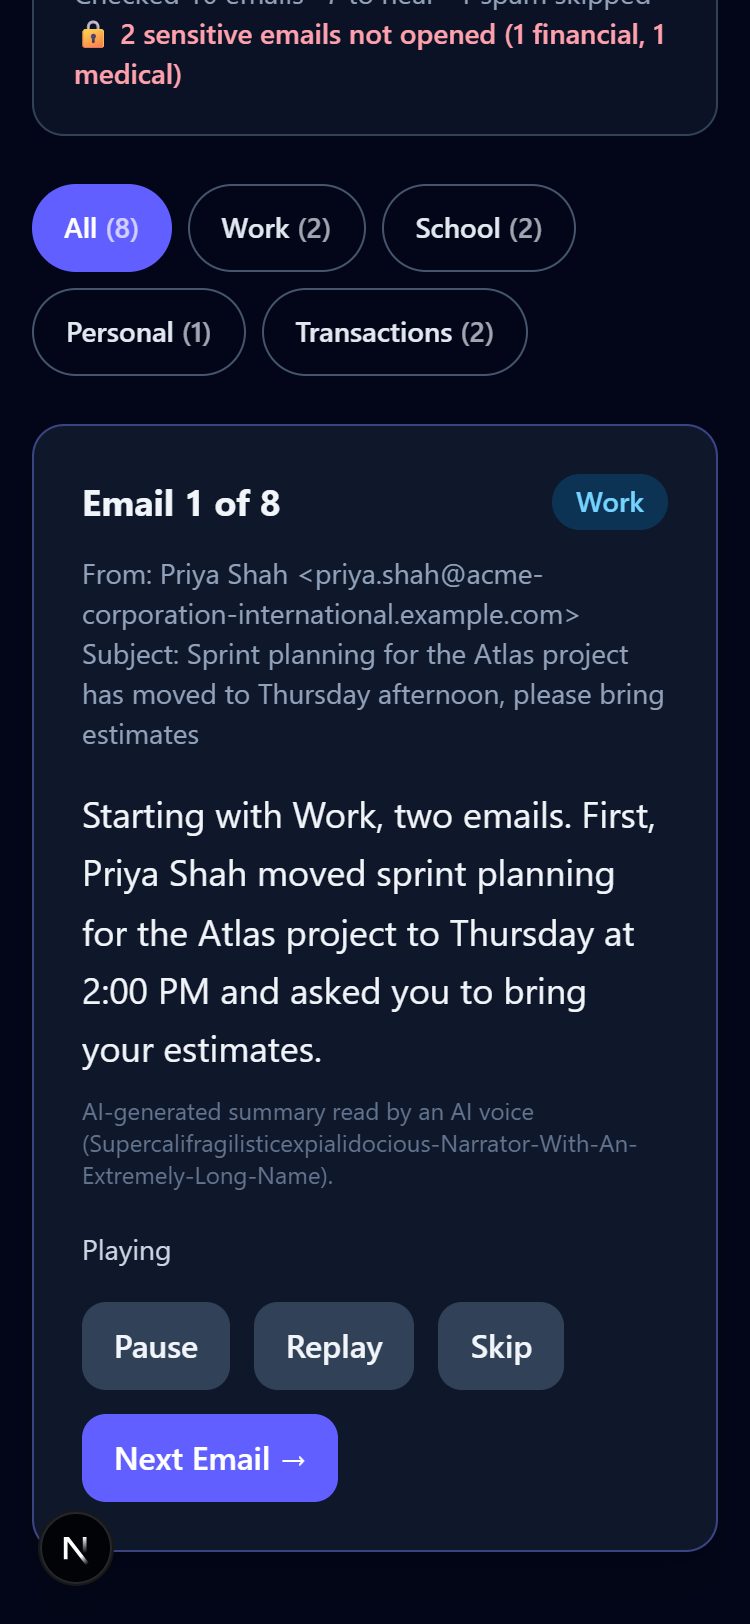 🔒 2 sensitive emails not opened (1 financial, 1
medical)
All (8)
Work (2)
School (2)
Personal (1)
Transactions (2)
Email 1 of 8
Work
From: Priya Shah <priya.shah@acme-
corporation-international.example.com>
Subject: Sprint planning for the Atlas project
has moved to Thursday afternoon, please bring
estimates
Starting with Work, two emails. First,
Priya Shah moved sprint planning
for the Atlas project to Thursday at
2:00 PM and asked you to bring
your estimates.
AI-generated summary read by an AI voice
(Supercalifragilisticexpialidocious-Narrator-With-An-
Extremely-Long-Name).
Playing
Pause
Replay
Skip
Next Email →
N